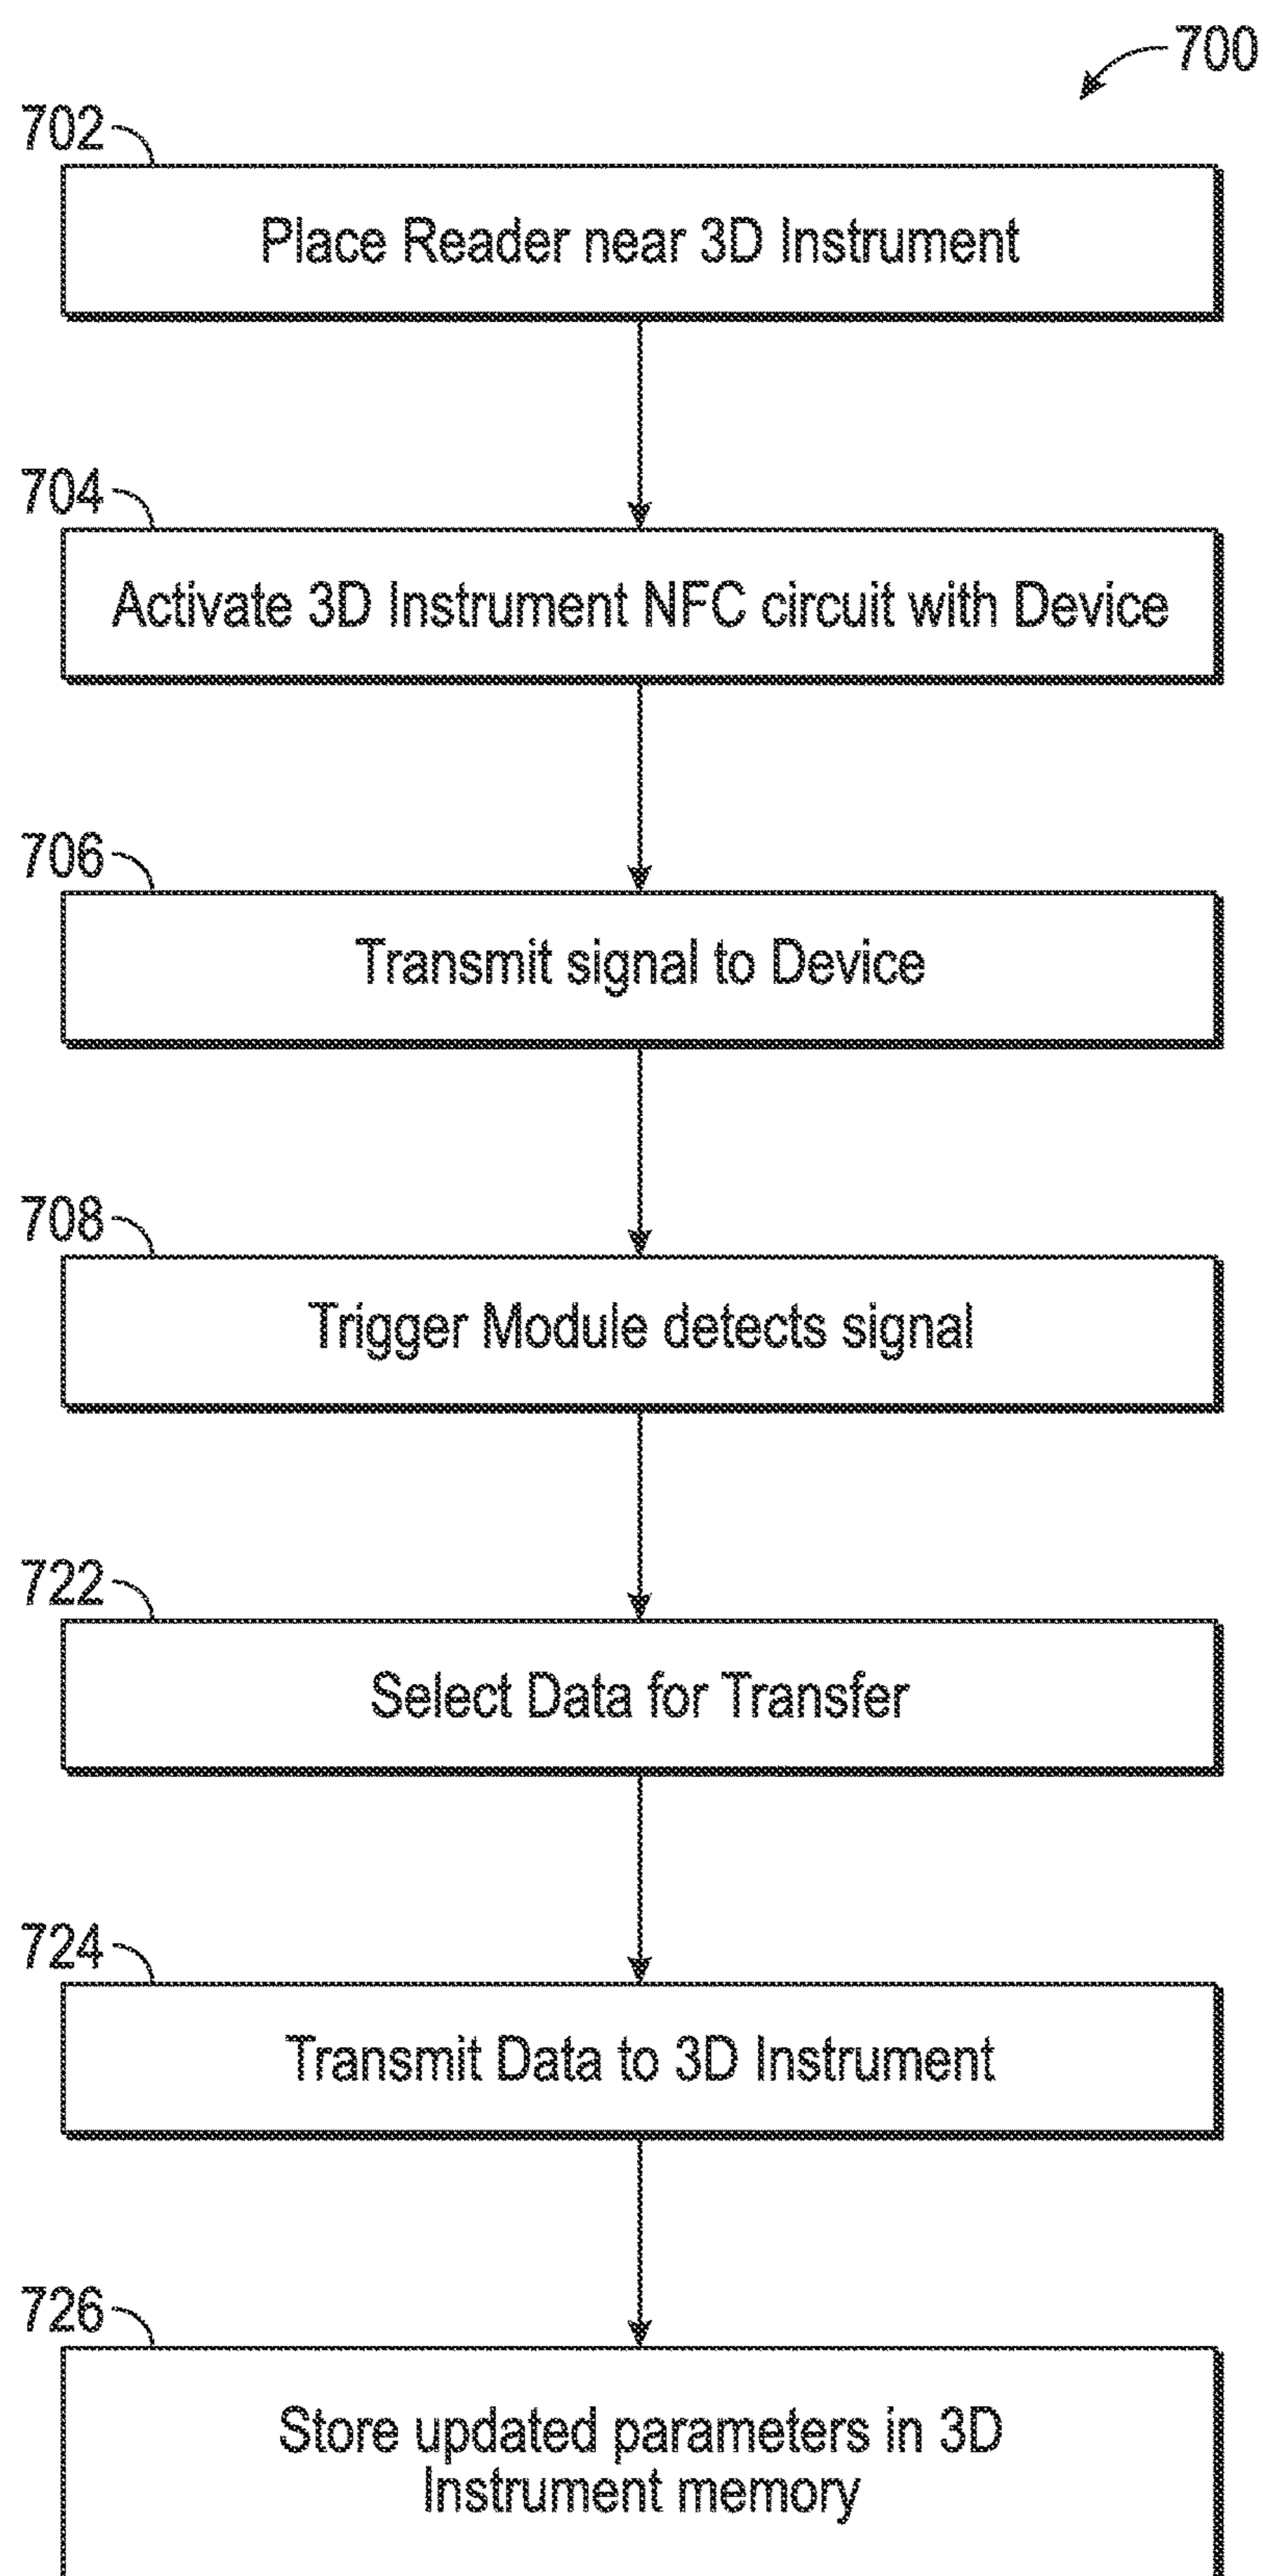 700
702
Place Reader near 3D Instrument
704
Activate 3D Instrument NFC circuit with Device
706
Transmit signal to Device
708
Trigger Module detects signal
722
Select Data for Transfer
724
Transmit Data to 3D Instrument
726
Store updated parameters in 3D
Instrument memory